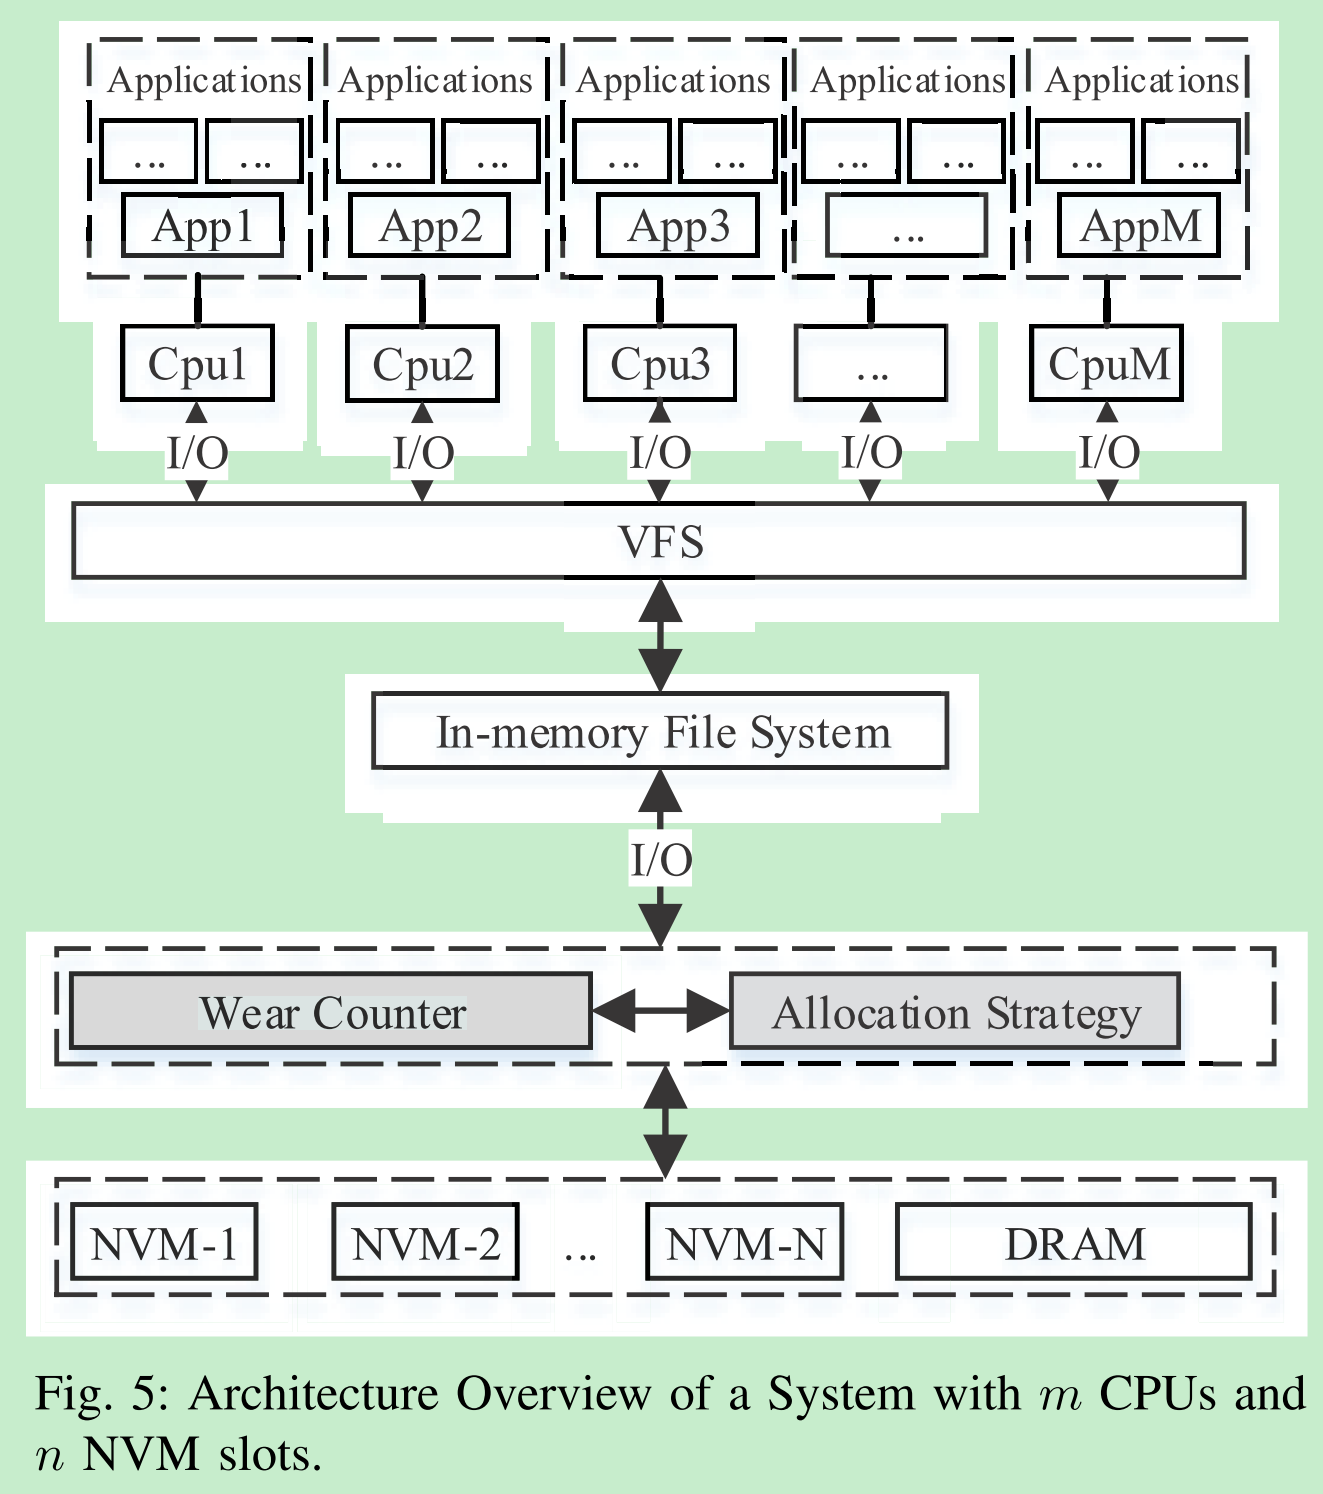 Applications Applications Applications Applications Applications
... ... ... ... ... ... ... ... ... ...
App1 App2 App3 ... AppM
Cpu1 Cpu2 Cpu3 ... CpuM
I/O I/O I/O I/O I/O
VFS
In-memory File System
I/O
Wear Counter Allocation Strategy
NVM-1 NVM-2 ... NVM-N DRAM
Fig. 5: Architecture Overview of a System with m CPUs and
n NVM slots.